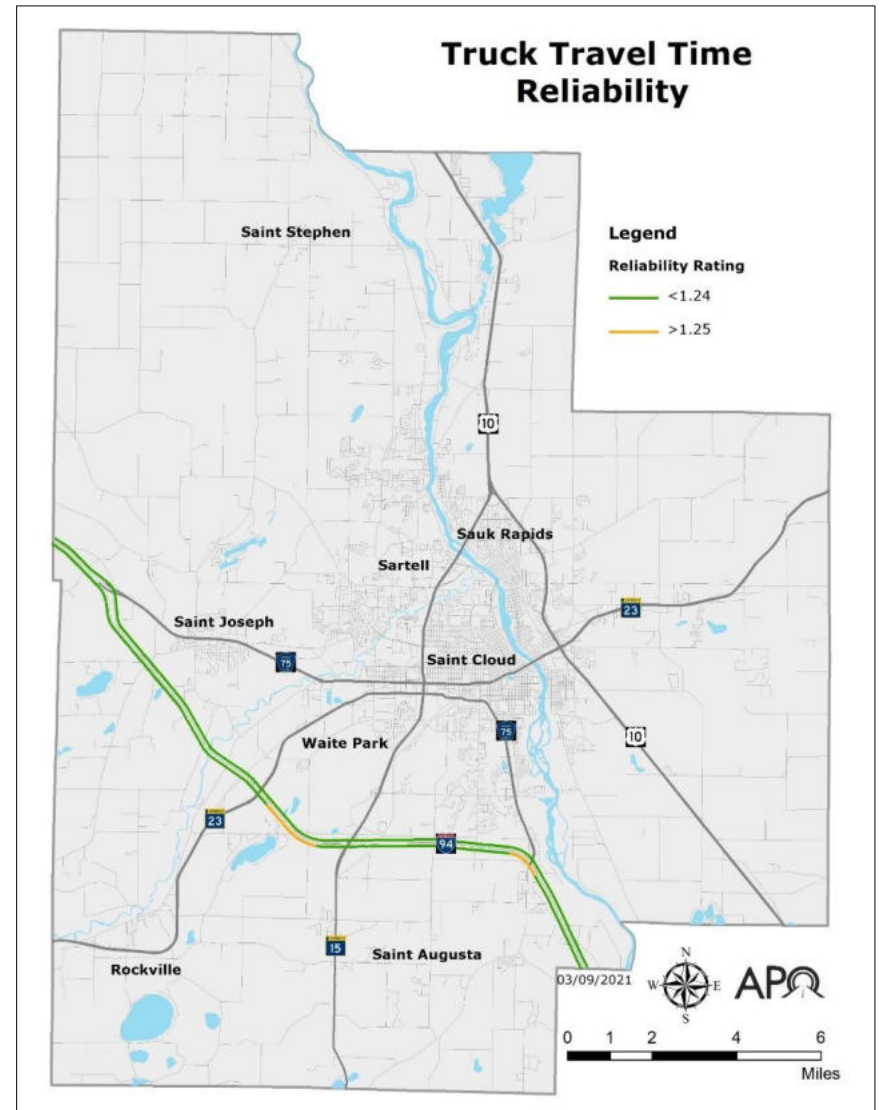 Truck Travel Time
Reliability
Saint Stephen
Legend
Reliability Rating
<1.24
>1.25
10
Sauk Rapids
Sartell
23
Saint Joseph
75
Saint Cloud
75
10
Waite Park
23
94
15
Saint Augusta
Rockville
03/09/2021
N
W
E
S
APO
0 1 2 4 6
Miles